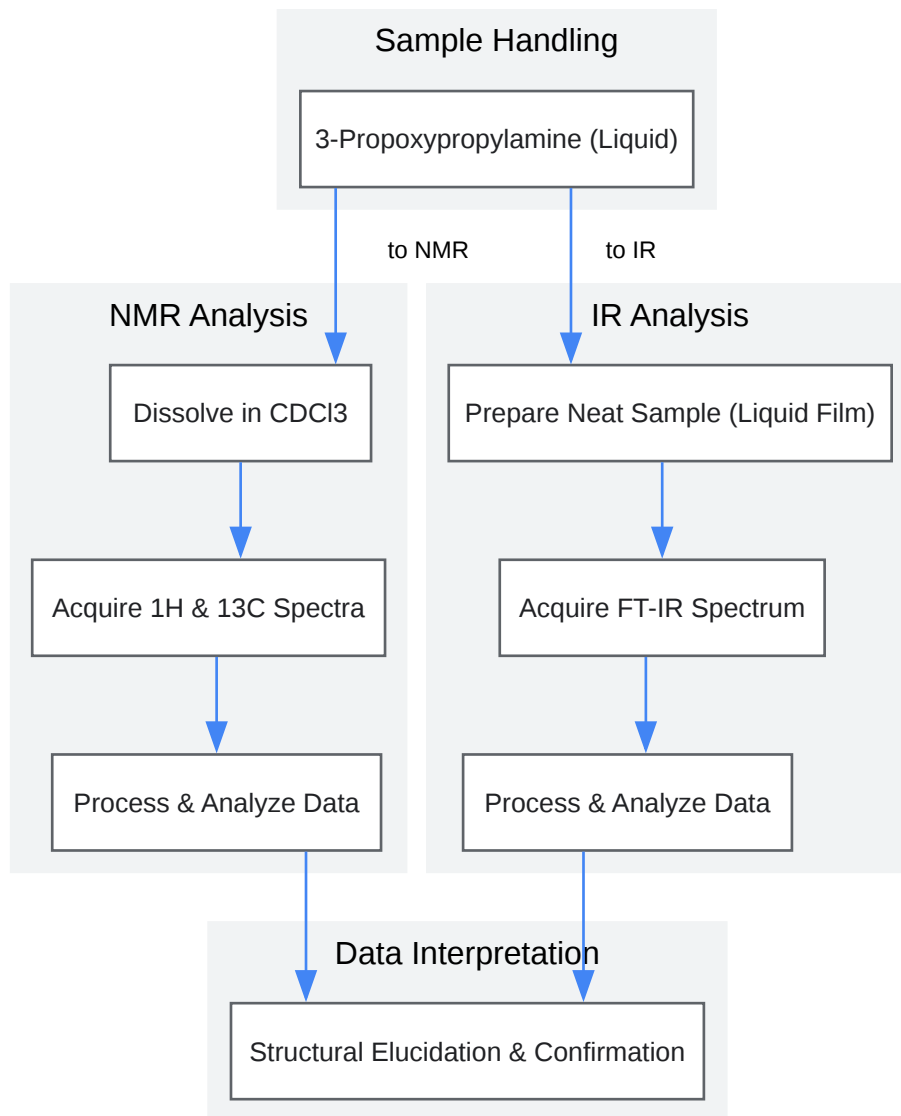 Sample Handling
3-Propoxypropylamine (Liquid)
to NMR
to IR
NMR Analysis
IR Analysis
Dissolve in CDCl3
Prepare Neat Sample (Liquid Film)
Acquire 1H & 13C Spectra
Acquire FT-IR Spectrum
Process & Analyze Data
Process & Analyze Data
Data Interpretation
Structural Elucidation & Confirmation